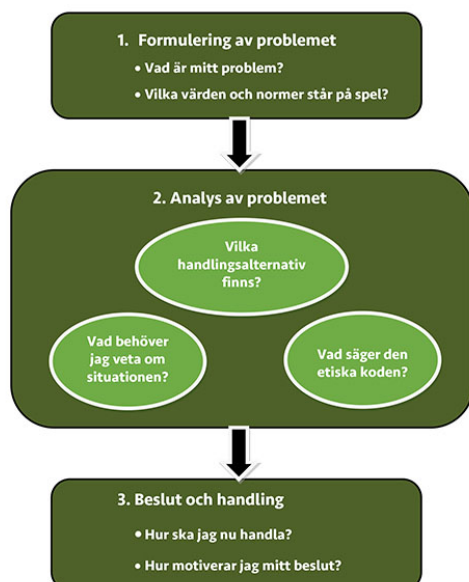 1. Formulering av problemet
• Vad är mitt problem?
• Vilka värden och normer står på spel?
2. Analys av problemet
Vilka
handlingsalternativ
finns?
Vad behöver
jag veta om
situationen?
Vad säger den
etiska koden?
3. Beslut och handling
• Hur ska jag nu handla?
• Hur motiverar jag mitt beslut?